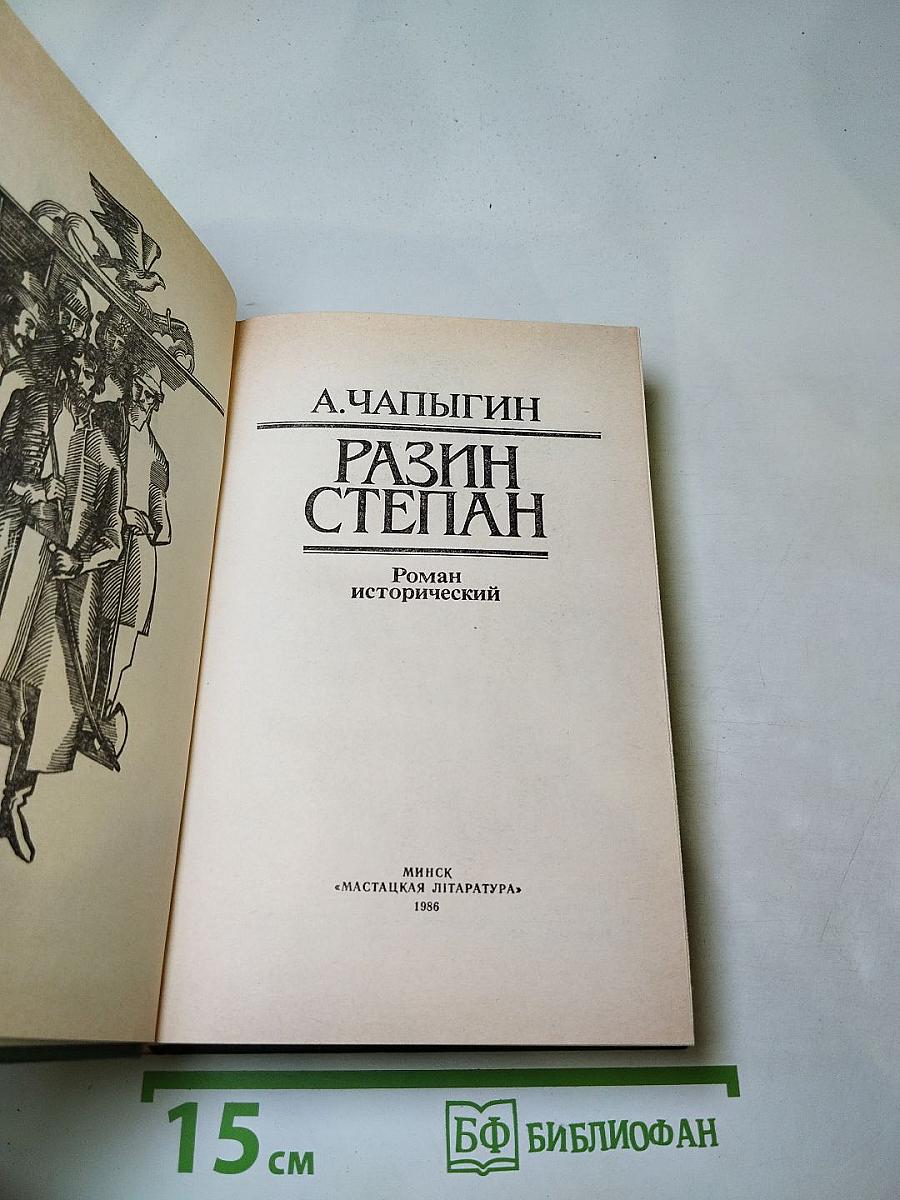 А.ЧАПЫГИН
РАЗИН
СТЕПАН
Роман
исторический
МИНСК
«МАСТАЦКАЯ ЛІТАРАТУРА»
1986
15 см
БФ БИБЛИОФАН